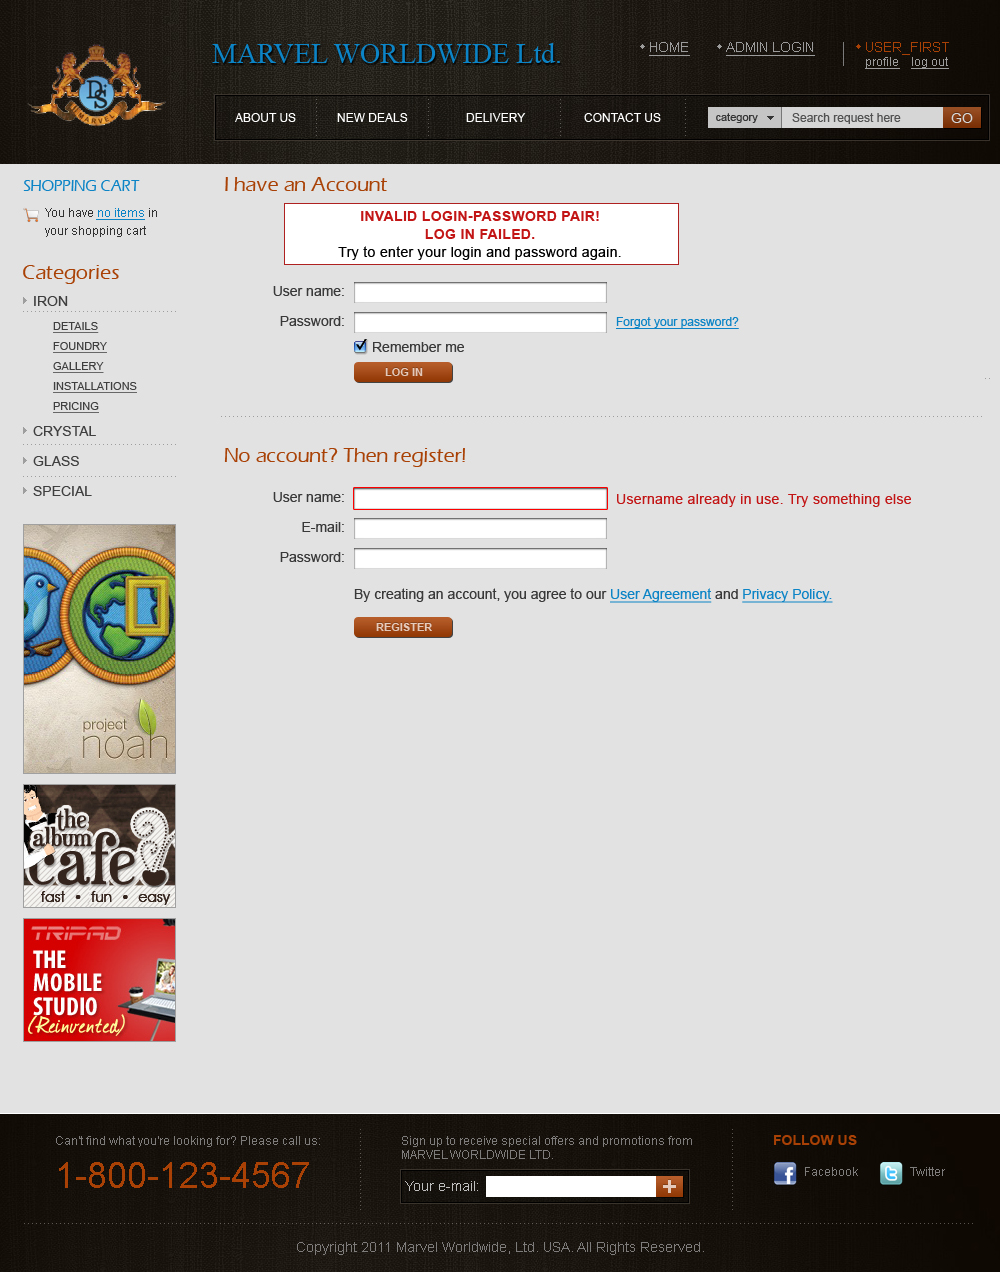 MARVEL WORLDWIDE Ltd.
HOME
ADMIN LOGIN
USER_FIRST
profile log out
DS
MARVEL
ABOUT US
NEW DEALS
DELIVERY
CONTACT US
category
Search request here
GO
SHOPPING CART
You have no items in
your shopping cart
Categories
IRON
DETAILS
FOUNDRY
GALLERY
INSTALLATIONS
PRICING
CRYSTAL
GLASS
SPECIAL
project
noah
the
album
cafe
fast • fun • easy
TRIPAD
THE
MOBILE
STUDIO
(Reinvented)
I have an Account
INVALID LOGIN-PASSWORD PAIR!
LOG IN FAILED.
Try to enter your login and password again.
User name:
Password:
Forgot your password?
Remember me
LOG IN
No account? Then register!
User name:
Username already in use. Try something else
E-mail:
Password:
By creating an account, you agree to our User Agreement and Privacy Policy.
REGISTER
Can't find what you're looking for? Please call us:
1-800-123-4567
Sign up to receive special offers and promotions from
MARVEL WORLDWIDE LTD.
Your e-mail:
+
FOLLOW US
Facebook
Twitter
Copyright 2011 Marvel Worldwide, Ltd. USA. All Rights Reserved.